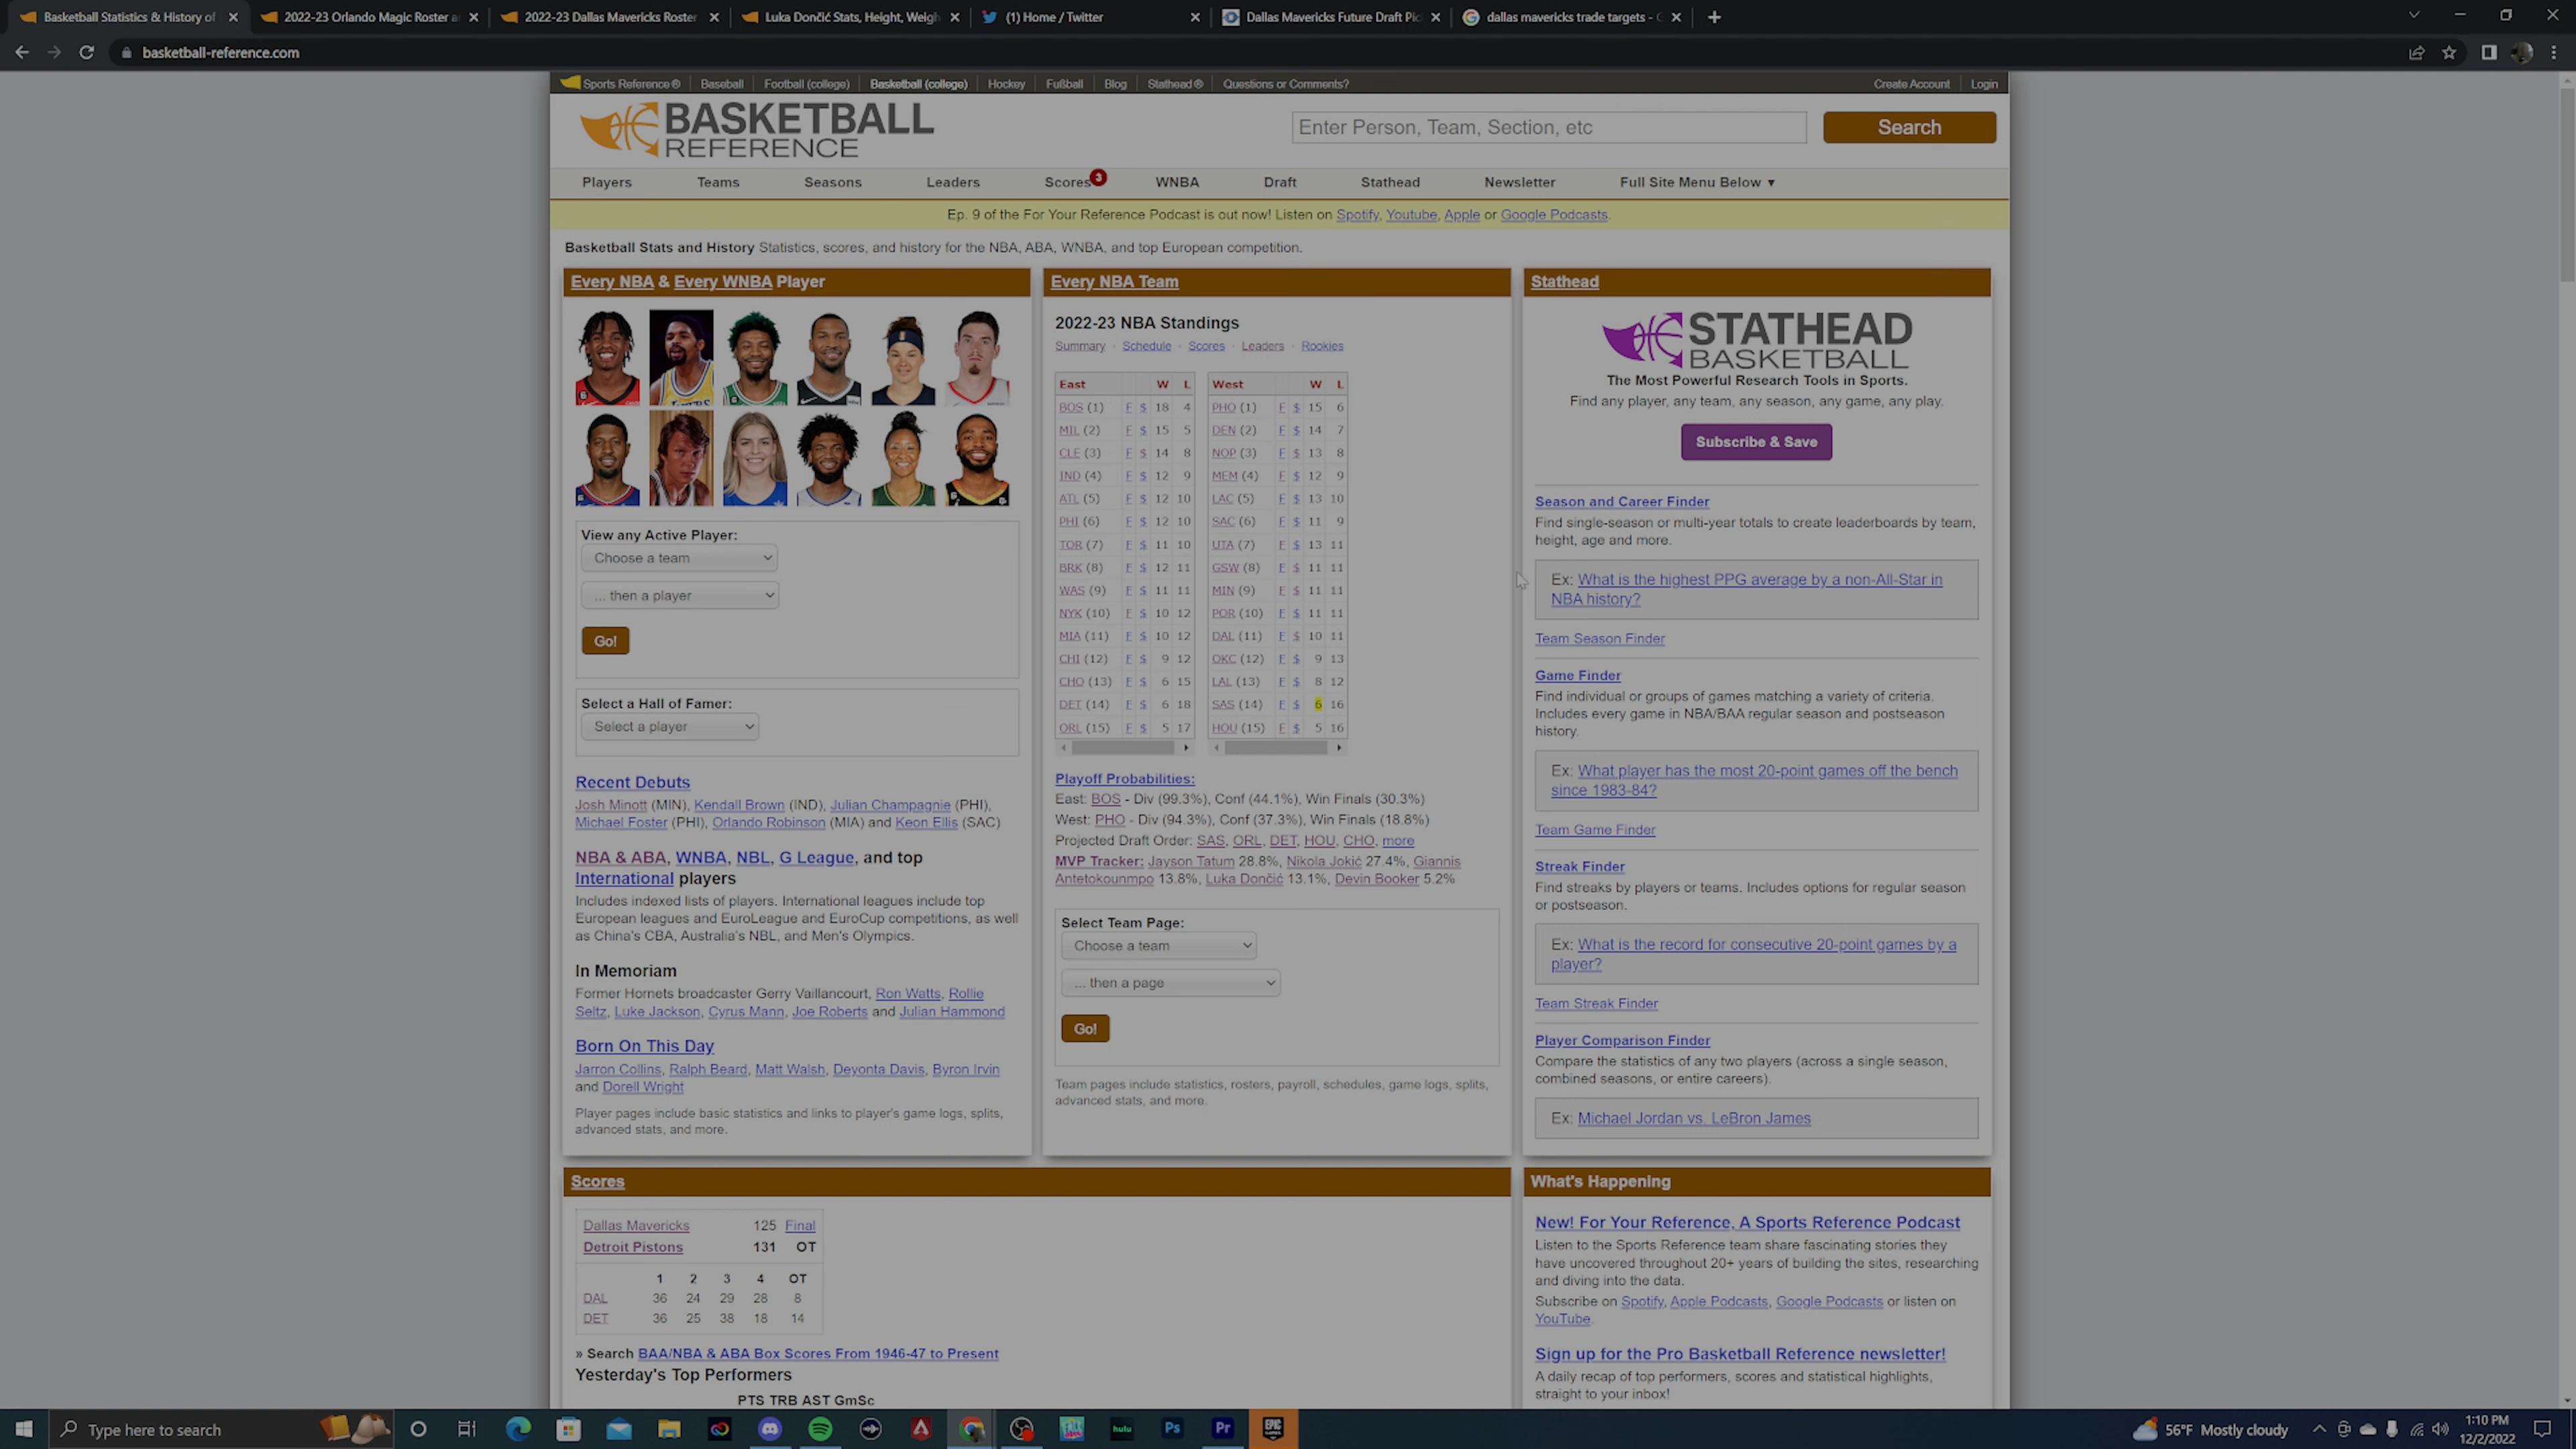 Basketball Statistics & History of
2022-23 Orlando Magic Roster a
2022-23 Dallas Mavericks Roster
Luka Dončić Stats, Height, Weigh
(1) Home / Twitter
Dallas Mavericks Future Draft Pic
dallas mavericks trade targets - G
basketball-reference.com
Sports Reference ®
Baseball
Football (college)
Basketball (college)
Hockey
Fußball
Blog
Stathead ®
Questions or Comments?
Create Account
Login
BASKETBALL
REFERENCE
Enter Person, Team, Section, etc
Search
Players
Teams
Seasons
Leaders
Scores 3
WNBA
Draft
Stathead
Newsletter
Full Site Menu Below ▼
Ep. 9 of the For Your Reference Podcast is out now! Listen on Spotify, Youtube, Apple or Google Podcasts.
Basketball Stats and History Statistics, scores, and history for the NBA, ABA, WNBA, and top European competition.
Every NBA & Every WNBA Player
View any Active Player:
Choose a team
... then a player
Go!
Select a Hall of Famer:
Select a player
Recent Debuts
Josh Minott (MIN), Kendall Brown (IND), Julian Champagnie (PHI),
Michael Foster (PHI), Orlando Robinson (MIA) and Keon Ellis (SAC)
NBA & ABA, WNBA, NBL, G League, and top
International players
Includes indexed lists of players. International leagues include top
European leagues and EuroLeague and EuroCup competitions, as well
as China's CBA, Australia's NBL, and Men's Olympics.
In Memoriam
Former Hornets broadcaster Gerry Vaillancourt, Ron Watts, Rollie
Seltz, Luke Jackson, Cyrus Mann, Joe Roberts and Julian Hammond
Born On This Day
Jarron Collins, Ralph Beard, Matt Walsh, Deyonta Davis, Byron Irvin
and Dorell Wright
Player pages include basic statistics and links to player's game logs, splits,
advanced stats, and more.
Every NBA Team
2022-23 NBA Standings
Summary · Schedule · Scores · Leaders · Rookies
East W L
BOS (1) F $ 18 4
MIL (2) F $ 15 5
CLE (3) F $ 14 8
IND (4) F $ 12 9
ATL (5) F $ 12 10
PHI (6) F $ 12 10
TOR (7) F $ 11 10
BRK (8) F $ 12 11
WAS (9) F $ 11 11
NYK (10) F $ 10 12
MIA (11) F $ 10 12
CHI (12) F $ 9 12
CHO (13) F $ 6 15
DET (14) F $ 6 18
ORL (15) F $ 5 17
West W L
PHO (1) F $ 15 6
DEN (2) F $ 14 7
NOP (3) F $ 13 8
MEM (4) F $ 12 9
LAC (5) F $ 13 10
SAC (6) F $ 11 9
UTA (7) F $ 13 11
GSW (8) F $ 11 11
MIN (9) F $ 11 11
POR (10) F $ 11 11
DAL (11) F $ 10 11
OKC (12) F $ 9 13
LAL (13) F $ 8 12
SAS (14) F $ 6 16
HOU (15) F $ 5 16
Playoff Probabilities:
East: BOS - Div (99.3%), Conf (44.1%), Win Finals (30.3%)
West: PHO - Div (94.3%), Conf (37.3%), Win Finals (18.8%)
Projected Draft Order: SAS, ORL, DET, HOU, CHO, more
MVP Tracker: Jayson Tatum 28.8%, Nikola Jokić 27.4%, Giannis
Antetokounmpo 13.8%, Luka Dončić 13.1%, Devin Booker 5.2%
Select Team Page:
Choose a team
... then a page
Go!
Team pages include statistics, rosters, payroll, schedules, game logs, splits,
advanced stats, and more.
Stathead
STATHEAD
BASKETBALL
The Most Powerful Research Tools in Sports.
Find any player, any team, any season, any game, any play.
Subscribe & Save
Season and Career Finder
Find single-season or multi-year totals to create leaderboards by team,
height, age and more.
Ex: What is the highest PPG average by a non-All-Star in
NBA history?
Team Season Finder
Game Finder
Find individual or groups of games matching a variety of criteria.
Includes every game in NBA/BAA regular season and postseason
history.
Ex: What player has the most 20-point games off the bench
since 1983-84?
Team Game Finder
Streak Finder
Find streaks by players or teams. Includes options for regular season
or postseason.
Ex: What is the record for consecutive 20-point games by a
player?
Team Streak Finder
Player Comparison Finder
Compare the statistics of any two players (across a single season,
combined seasons, or entire careers).
Ex: Michael Jordan vs. LeBron James
Scores
Dallas Mavericks 125 Final
Detroit Pistons 131 OT
1 2 3 4 OT
DAL 36 24 29 28 8
DET 36 25 38 18 14
» Search BAA/NBA & ABA Box Scores From 1946-47 to Present
Yesterday's Top Performers
PTS TRB AST GmSc
What's Happening
New! For Your Reference, A Sports Reference Podcast
Listen to the Sports Reference team share fascinating stories they
have uncovered throughout 20+ years of building the sites, researching
and diving into the data.
Subscribe on Spotify, Apple Podcasts, Google Podcasts or listen on
YouTube.
Sign up for the Pro Basketball Reference newsletter!
A daily recap of top performers, scores and statistical highlights,
straight to your inbox!
Type here to search
hulu
Ps
Pr
EPIC
GAMES
56°F Mostly cloudy
1:10 PM
12/2/2022